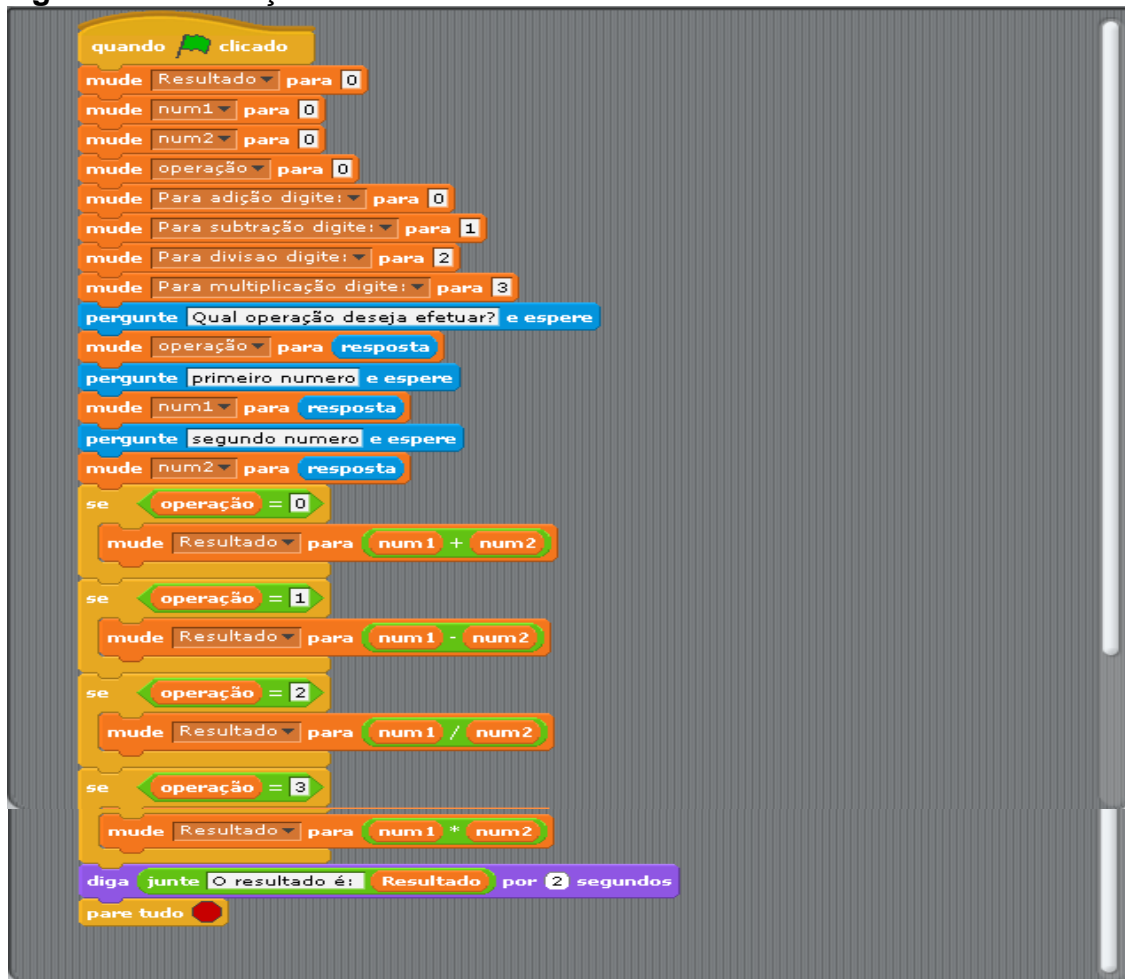 quando clicado
mude Resultado para 0
mude num1 para 0
mude num2 para 0
mude operação para 0
mude Para adição digite: para 0
mude Para subtração digite: para 1
mude Para divisao digite: para 2
mude Para multiplicação digite: para 3
pergunte Qual operação deseja efetuar? e espere
mude operação para resposta
pergunte primeiro numero e espere
mude num1 para resposta
pergunte segundo numero e espere
mude num2 para resposta
se operação = 0
mude Resultado para num1 + num2
se operação = 1
mude Resultado para num1 - num2
se operação = 2
mude Resultado para num1 / num2
se operação = 3
mude Resultado para num1 * num2
diga junte O resultado é: Resultado por 2 segundos
pare tudo